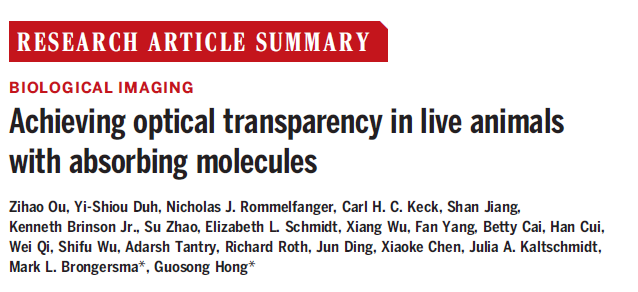 RESEARCH ARTICLE SUMMARY
BIOLOGICAL IMAGING
Achieving optical transparency in live animals
with absorbing molecules
Zihao Ou, Yi-Shiou Duh, Nicholas J. Rommelfanger, Carl H. C. Keck, Shan Jiang,
Kenneth Brinson Jr., Su Zhao, Elizabeth L. Schmidt, Xiang Wu, Fan Yang, Betty Cai, Han Cui,
Wei Qi, Shifu Wu, Adarsh Tantry, Richard Roth, Jun Ding, Xiaoke Chen, Julia A. Kaltschmidt,
Mark L. Brongersma*, Guosong Hong*